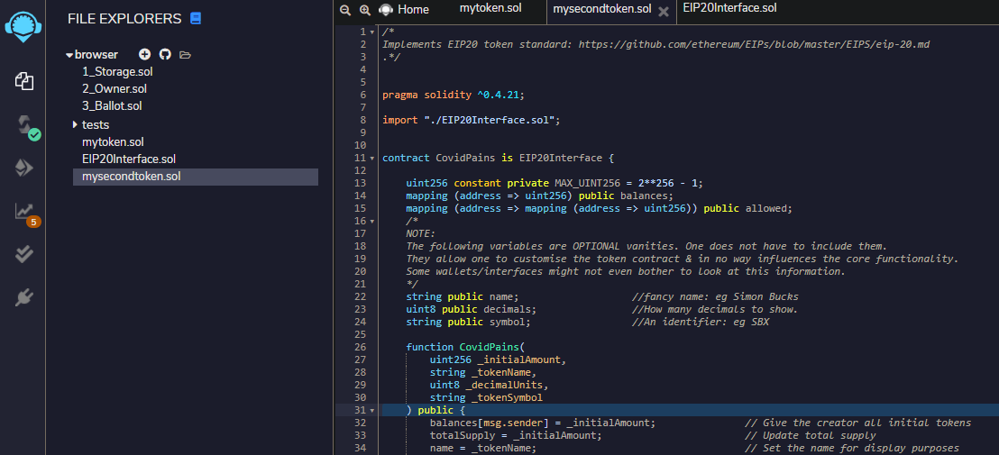 FILE EXPLORERS
browser
1_Storage.sol
2_Owner.sol
3_Ballot.sol
tests
mytoken.sol
EIP20Interface.sol
mysecondtoken.sol
5
Home
mytoken.sol
mysecondtoken.sol
EIP20Interface.sol
1 /*
2 Implements EIP20 token standard: https://github.com/ethereum/EIPs/blob/master/EIPS/eip-20.md
3 .*/
4
5
6 pragma solidity ^0.4.21;
7
8 import "./EIP20Interface.sol";
9
10
11 contract CovidPains is EIP20Interface {
12
13 uint256 constant private MAX_UINT256 = 2**256 - 1;
14 mapping (address => uint256) public balances;
15 mapping (address => mapping (address => uint256)) public allowed;
16 /*
17 NOTE:
18 The following variables are OPTIONAL vanities. One does not have to include them.
19 They allow one to customise the token contract & in no way influences the core functionality.
20 Some wallets/interfaces might not even bother to look at this information.
21 */
22 string public name; //fancy name: eg Simon Bucks
23 uint8 public decimals; //How many decimals to show.
24 string public symbol; //An identifier: eg SBX
25
26 function CovidPains(
27 uint256 _initialAmount,
28 string _tokenName,
29 uint8 _decimalUnits,
30 string _tokenSymbol
31 ) public {
32 balances[msg.sender] = _initialAmount; // Give the creator all initial tokens
33 totalSupply = _initialAmount; // Update total supply
34 name = _tokenName; // Set the name for display purposes